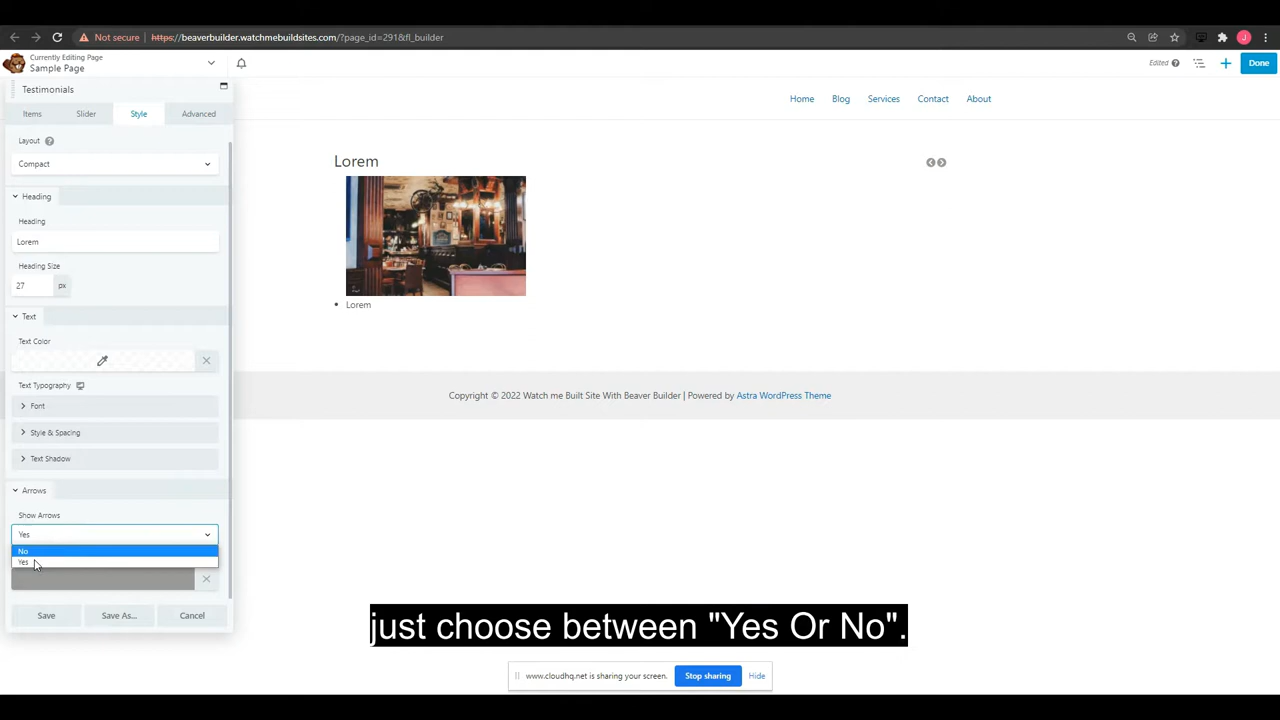 Not secure
https://beaverbuilder.watchmebuildsites.com/?page_id=291&fl_builder
J
Currently Editing Page
Sample Page
Edited
Done
Testimonials
Items
Slider
Style
Advanced
Home
Blog
Services
Contact
About
Layout
Compact
Heading
Heading
Lorem
Heading Size
27
px
Text
Text Color
Text Typography
Font
Style & Spacing
Text Shadow
Arrows
Show Arrows
Yes
No
Yes
Save
Save As...
Cancel
Lorem
Lorem
Copyright © 2022 Watch me Built Site With Beaver Builder | Powered by Astra WordPress Theme
just choose between "Yes Or No".
www.cloudhq.net is sharing your screen.
Stop sharing
Hide